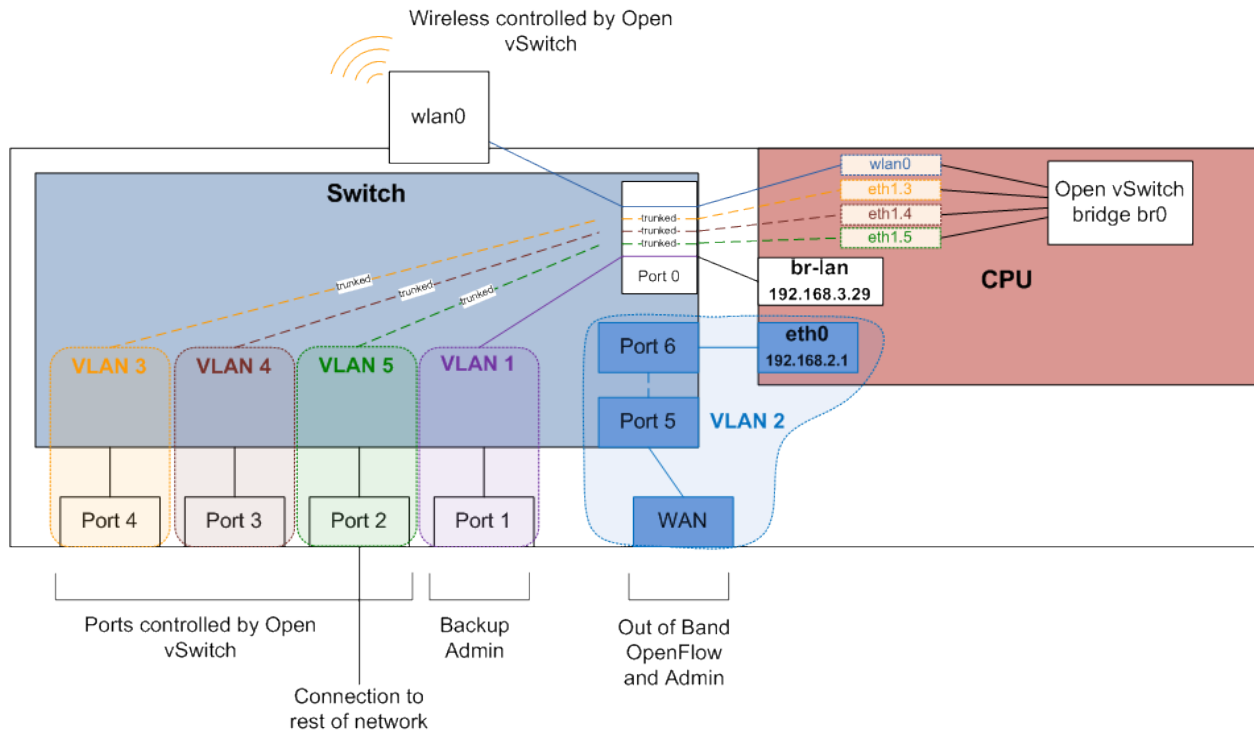 Wireless controlled by Open
vSwitch
wlan0
Switch
wlan0
eth1.3
eth1.4
eth1.5
Open vSwitch
bridge br0
-trunked-
-trunked-
-trunked-
Port 0
br-lan
192.168.3.29
CPU
trunked
trunked
-trunked-
VLAN 3
VLAN 4
VLAN 5
VLAN 1
Port 6
eth0
192.168.2.1
Port 5
VLAN 2
Port 4
Port 3
Port 2
Port 1
WAN
Ports controlled by Open
vSwitch
Backup
Admin
Out of Band
OpenFlow
and Admin
Connection to
rest of network